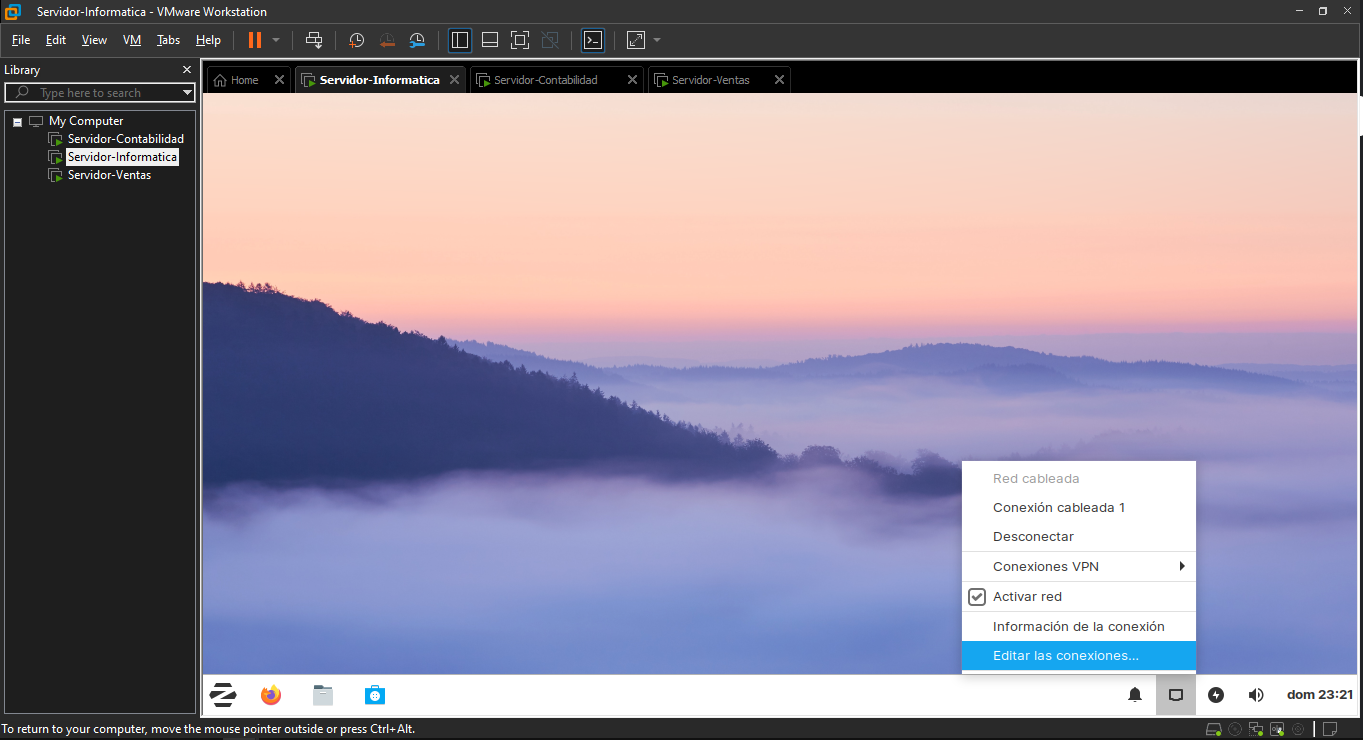 Servidor-Informatica - VMware Workstation
File Edit View VM Tabs Help
Library
Type here to search
My Computer
Servidor-Contabilidad
Servidor-Informatica
Servidor-Ventas
Home
Servidor-Informatica
Servidor-Contabilidad
Servidor-Ventas
Red cableada
Conexión cableada 1
Desconectar
Conexiones VPN
Activar red
Información de la conexión
Editar las conexiones...
dom 23:21
To return to your computer, move the mouse pointer outside or press Ctrl+Alt.